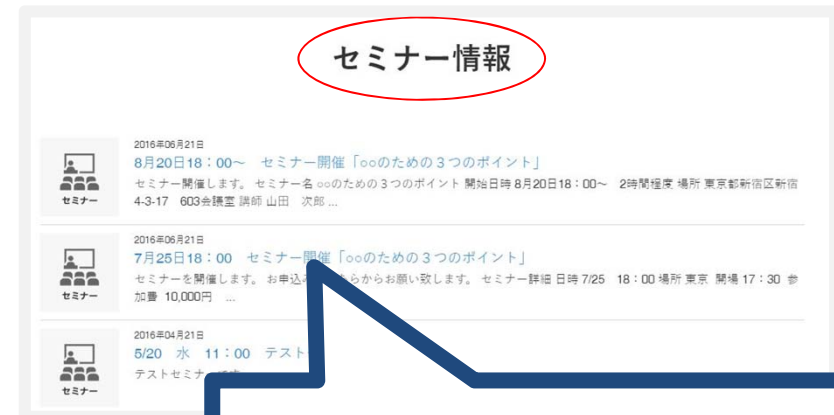 セミナー情報
2016年06月21日
8月20日18：00～　セミナー開催「○○のための３つのポイント」
セミナー開催します。 セミナー名 ○○のための３つのポイント 開始日時 8月20日18：00～　2時間程度 場所 東京都新宿区新宿
4-3-17　603会議室 講師 山田　次郎 ...
セミナー
2016年06月21日
7月25日18：00　セミナー開催「○○のための３つのポイント」
セミナーを開催します。 お申込 らからお願い致します。 セミナー詳細 日時 7/25　18：00 場所 東京 開場 17：30 参
加費 10,000円　...
セミナー
2016年04月21日
5/20　水　11：00　テスト
テストセミナ
セミナー